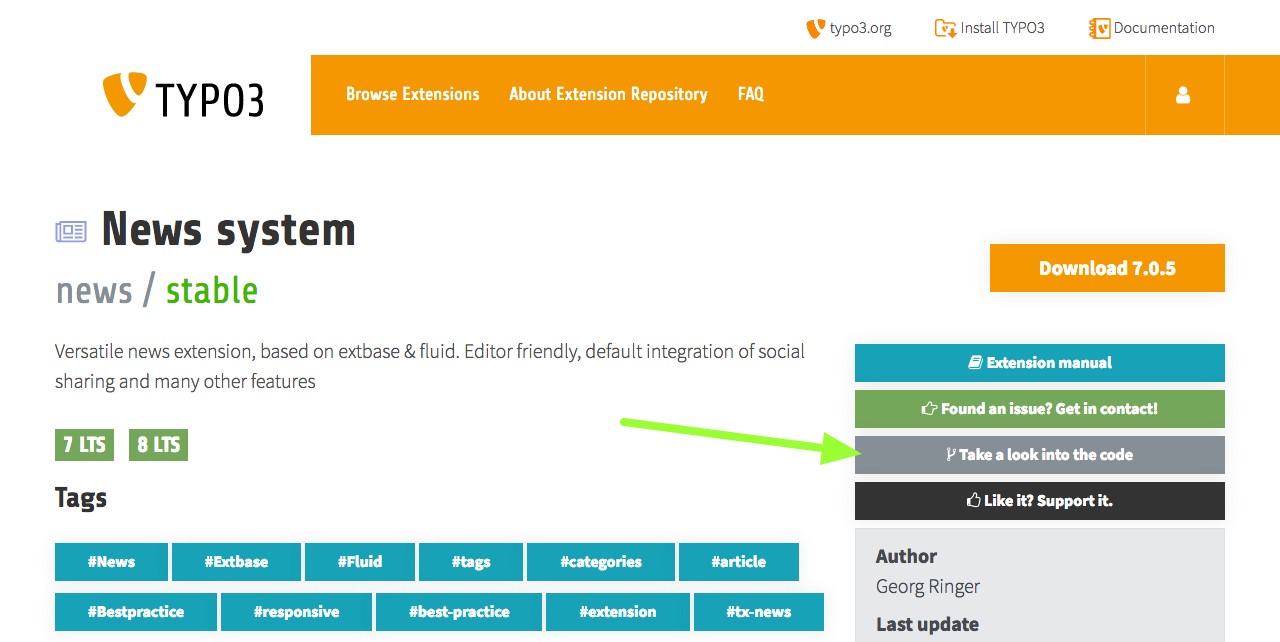 typo3.org Install TYPO3 Documentation
TYPO3
Browse Extensions About Extension Repository FAQ
News system
news / stable
Download 7.0.5
Versatile news extension, based on extbase & fluid. Editor friendly, default integration of social
sharing and many other features
7 LTS 8 LTS
Tags
#News #Extbase #Fluid #tags #categories #article
#Bestpractice #responsive #best-practice #extension #tx-news
Extension manual
Found an issue? Get in contact!
Take a look into the code
Like it? Support it.
Author
Georg Ringer
Last update